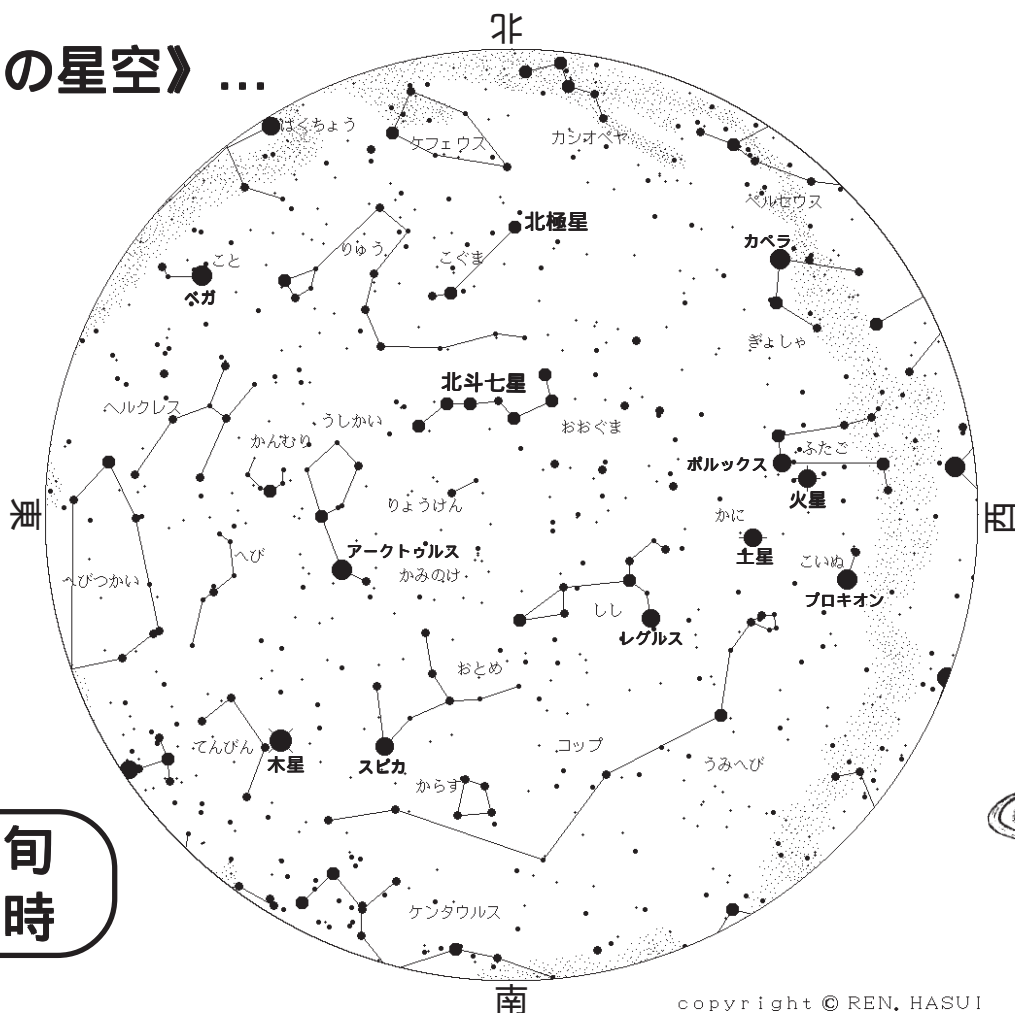 北
の星空》…
はくちょう
ケフェウス
カシオペヤ
ペルセウス
北極星
カペラ
りゅう
こぐま
こと
ベガ
ぎょしゃ
北斗七星
ヘルクレス
うしかい
おおぐま
かんむり
ふたご
ポルックス
火星
りょうけん
東
西
かに
アークトゥルス
へび
土星
こいぬ
かみのけ
へびつかい
プロキオン
しし
レグルス
おとめ
てんびん
木星
スピカ
コップ
うみへび
からす
旬
時
ケンタウルス
南
copyright © REN. HASUI